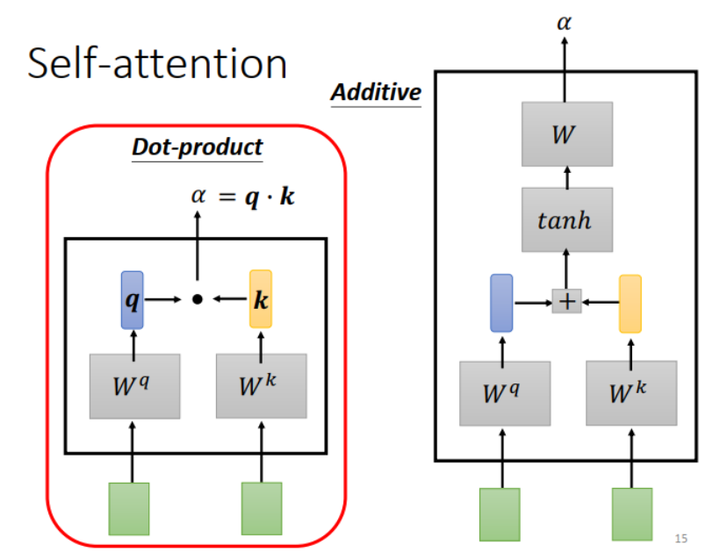 Self-attention
Dot-product
α = q · k
q
k
W^q
W^k
Additive
α
W
tanh
+
W^q
W^k
15